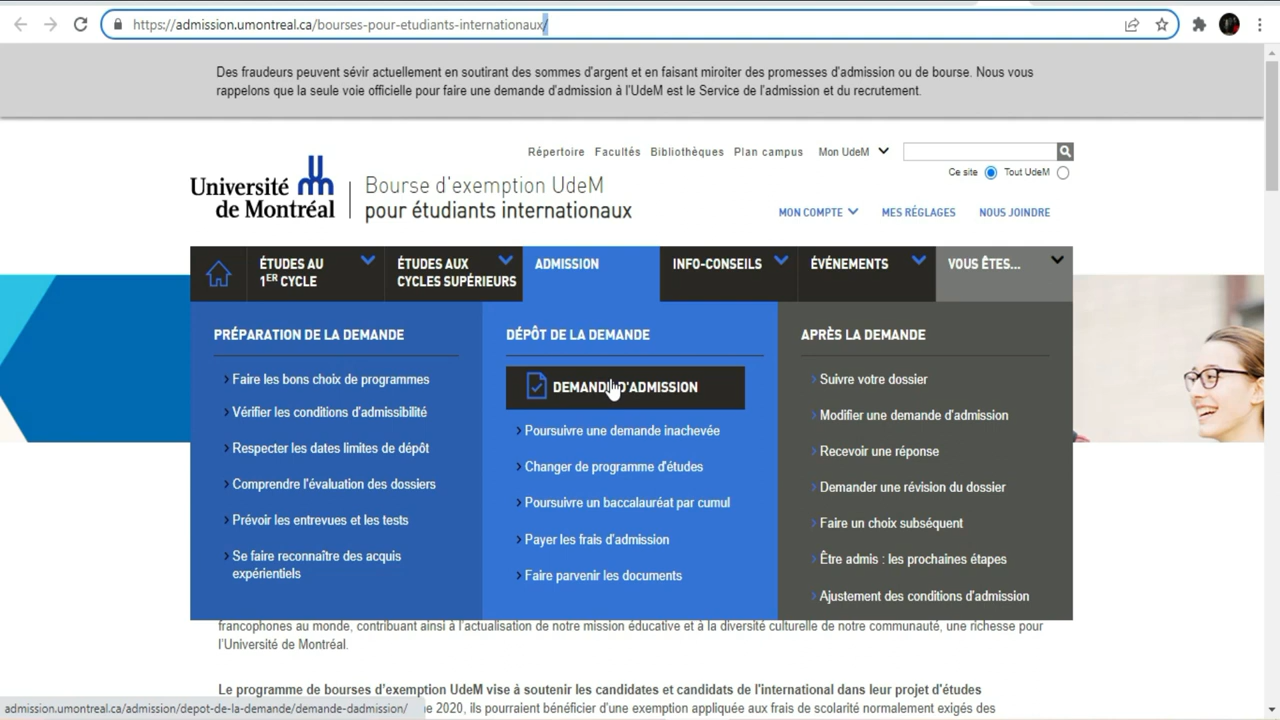 https://admission.umontreal.ca/bourses-pour-etudiants-internationaux/
Des fraudeurs peuvent sévir actuellement en soutirant des sommes d'argent et en faisant miroiter des promesses d'admission ou de bourse. Nous vous
rappelons que la seule voie officielle pour faire une demande d'admission à l'UdeM est le Service de l'admission et du recrutement.
Répertoire Facultés Bibliothèques Plan campus Mon UdeM
Ce site Tout UdeM
Université
de Montréal
Bourse d'exemption UdeM
pour étudiants internationaux
MON COMPTE MES RÉGLAGES NOUS JOINDRE
ÉTUDES AU
1ER CYCLE
ÉTUDES AUX
CYCLES SUPÉRIEURS
ADMISSION
INFO-CONSEILS
ÉVÉNEMENTS
VOUS ÊTES...
PRÉPARATION DE LA DEMANDE
Faire les bons choix de programmes
Vérifier les conditions d'admissibilité
Respecter les dates limites de dépôt
Comprendre l'évaluation des dossiers
Prévoir les entrevues et les tests
Se faire reconnaître des acquis
expérientiels
DÉPÔT DE LA DEMANDE
DEMANDE D'ADMISSION
Poursuivre une demande inachevée
Changer de programme d'études
Poursuivre un baccalauréat par cumul
Payer les frais d'admission
Faire parvenir les documents
APRÈS LA DEMANDE
Suivre votre dossier
Modifier une demande d'admission
Recevoir une réponse
Demander une révision du dossier
Faire un choix subséquent
Être admis : les prochaines étapes
Ajustement des conditions d'admission
francophones au monde, contribuant ainsi à l'actualisation de notre mission éducative et à la diversité culturelle de notre communauté, une richesse pour
l'Université de Montréal.
Le programme de bourses d'exemption UdeM vise à soutenir les candidates et candidats de l'international dans leur projet d'études
ne 2020, ils pourraient bénéficier d'une exemption appliquée aux frais de scolarité normalement exigés des
admission.umontreal.ca/admission/depot-de-la-demande/demande-dadmission/